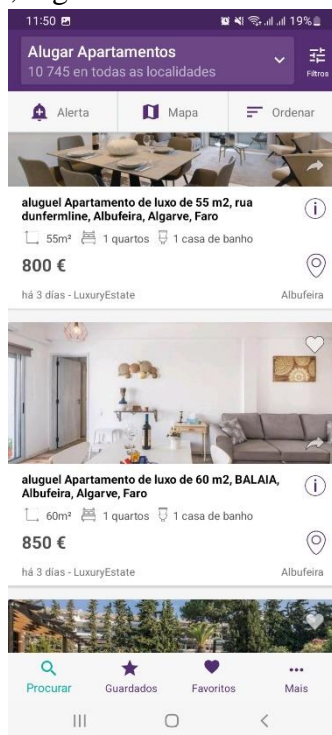 11:50
19%
Alugar Apartamentos
10 745 en todas as localidades
Filtros
Alerta
Mapa
Ordenar
aluguel Apartamento de luxo de 55 m2, rua
dunfermline, Albufeira, Algarve, Faro
55m² 1 quartos 1 casa de banho
800 €
há 3 días - LuxuryEstate
Albufeira
aluguel Apartamento de luxo de 60 m2, BALAIA,
Albufeira, Algarve, Faro
60m² 1 quartos 1 casa de banho
850 €
há 3 días - LuxuryEstate
Albufeira
Procurar
Guardados
Favoritos
Mais